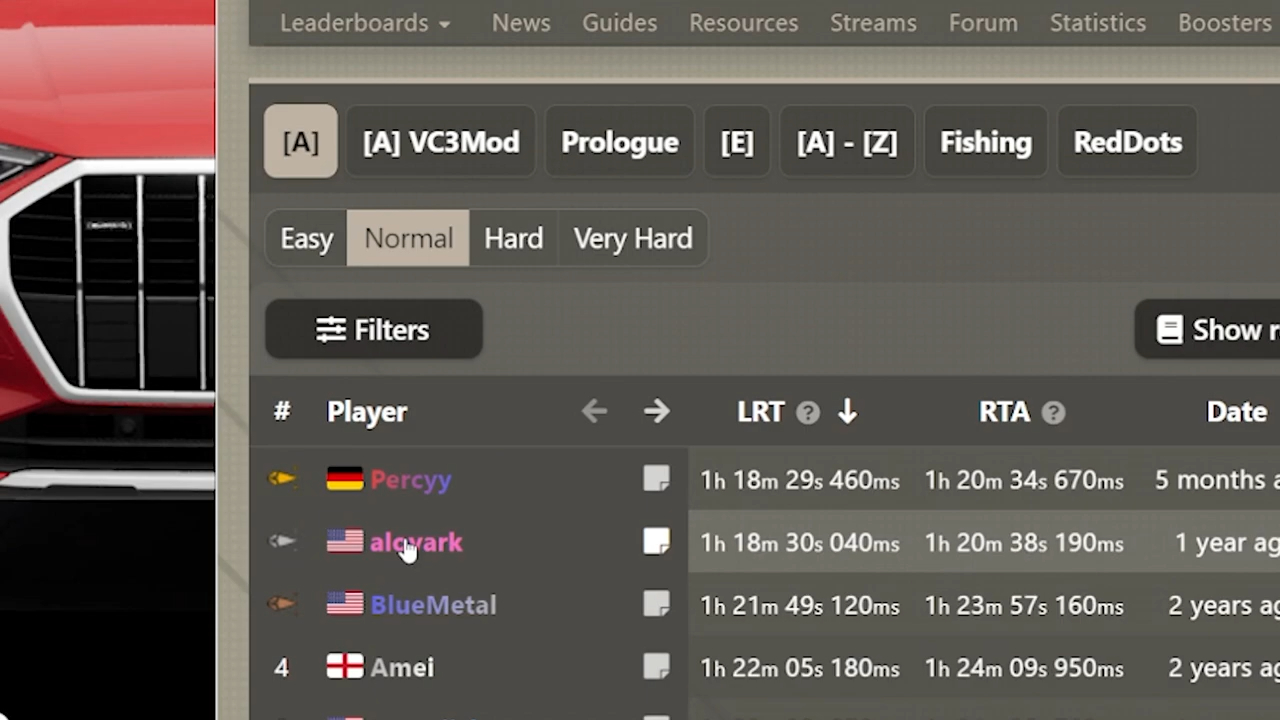 Leaderboards News Guides Resources Streams Forum Statistics Boosters
[A] [A] VC3Mod Prologue [E] [A] - [Z] Fishing RedDots
Easy Normal Hard Very Hard
Filters Show
# Player LRT ? RTA ? Date
Percyy 1h 18m 29s 460ms 1h 20m 34s 670ms 5 months a
1h 18m 30s 040ms 1h 20m 38s 190ms 1 year ag
BlueMetal 1h 21m 49s 120ms 1h 23m 57s 160ms 2 years ag
4 Amei 1h 22m 05s 180ms 1h 24m 09s 950ms 2 years ag